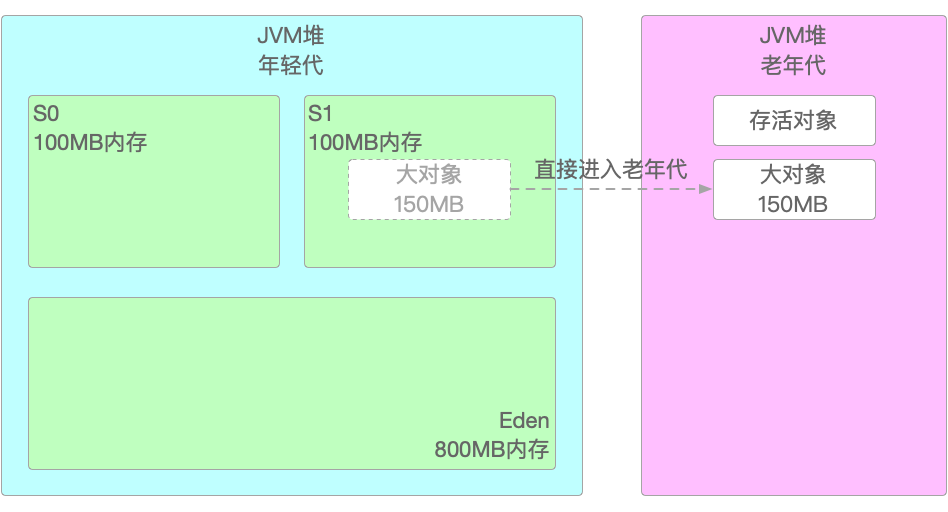 JVM堆
年轻代
S0
100MB内存
S1
100MB内存
大对象
150MB
直接进入老年代
Eden
800MB内存
JVM堆
老年代
存活对象
大对象
150MB